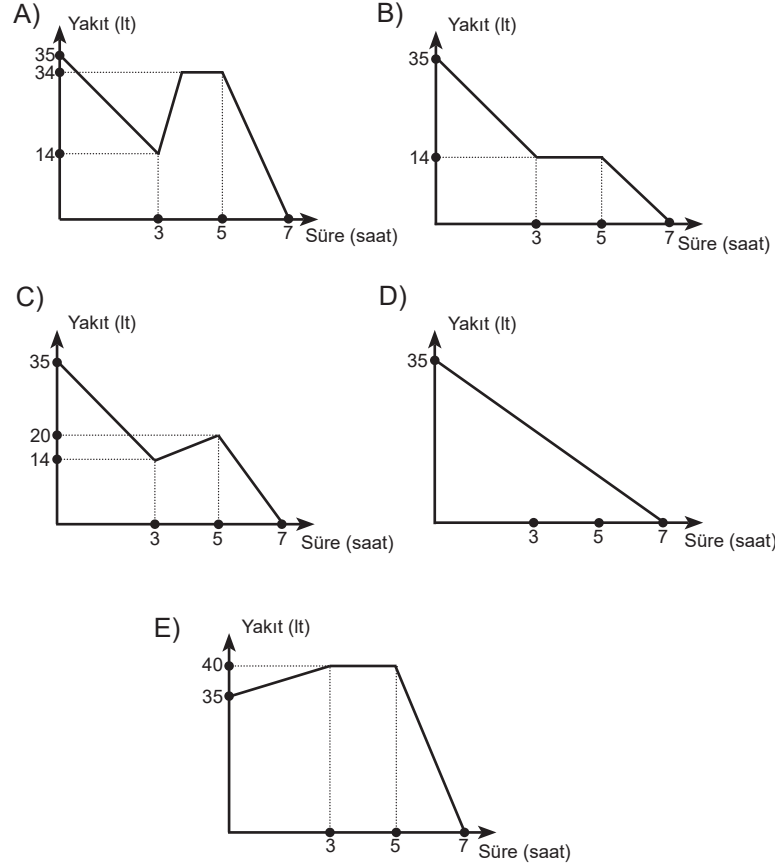 A)
Yakıt (lt)
35
34
14
3
5
7
Süre (saat)
B)
Yakıt (lt)
35
14
3
5
7
Süre (saat)
C)
Yakıt (lt)
35
20
14
3
5
7
Süre (saat)
D)
Yakıt (lt)
35
3
5
7
Süre (saat)
E)
Yakıt (lt)
40
35
3
5
7
Süre (saat)